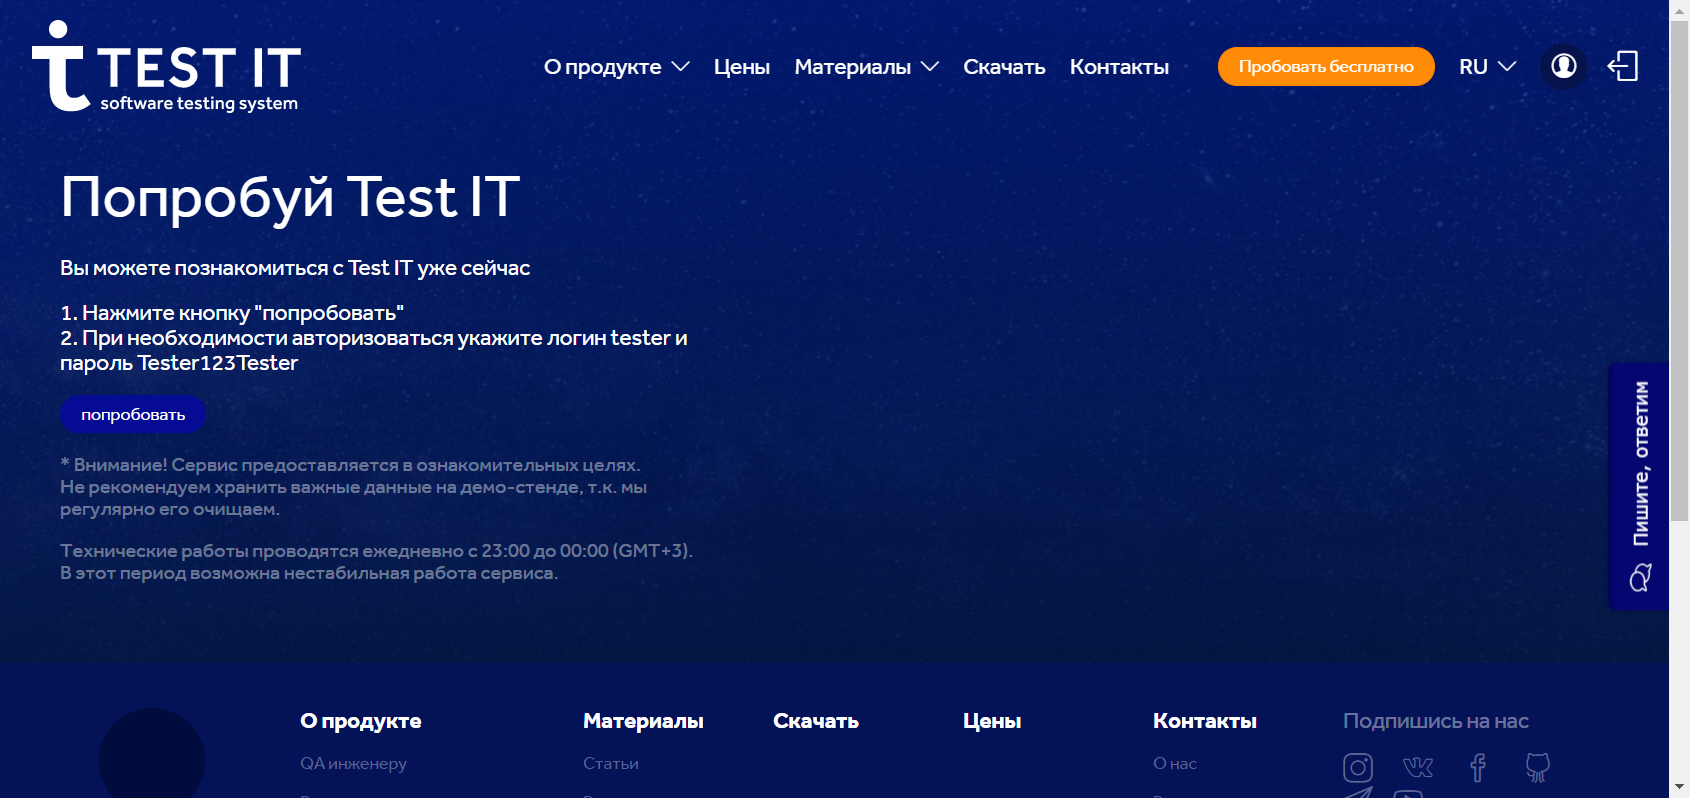 TEST IT
software testing system
О продукте
Цены
Материалы
Скачать
Контакты
Пробовать бесплатно
RU
Попробуй Test IT
Вы можете познакомиться с Test IT уже сейчас
1. Нажмите кнопку "попробовать"
2. При необходимости авторизоваться укажите логин tester и
пароль Tester123Tester
попробовать
* Внимание! Сервис предоставляется в ознакомительных целях.
Не рекомендуем хранить важные данные на демо-стенде, т.к. мы
регулярно его очищаем.
Технические работы проводятся ежедневно с 23:00 до 00:00 (GMT+3).
В этот период возможна нестабильная работа сервиса.
Пишите, ответим
О продукте
Материалы
Скачать
Цены
Контакты
Подпишись на нас
QA инженеру
Статьи
О нас